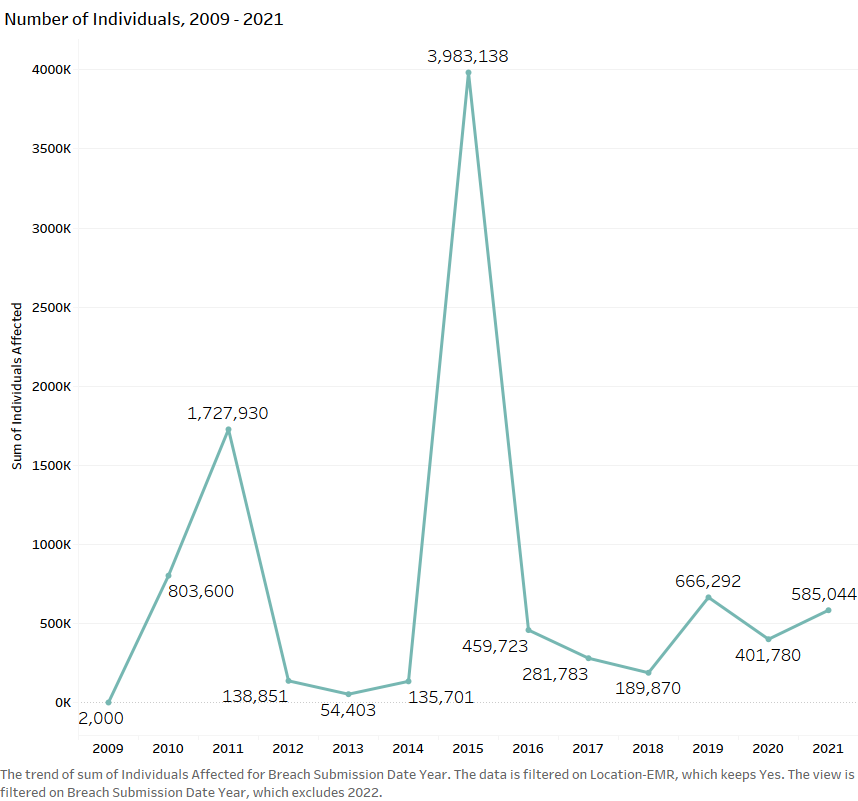 Number of Individuals, 2009 - 2021
3,983,138
4000K
3500K
3000K
2500K
2000K
Sum of Individuals Affected
1,727,930
1500K
1000K
803,600
666,292
585,044
500K
459,723
401,780
281,783
189,870
138,851
135,701
54,403
0K
2,000
2009 2010 2011 2012 2013 2014 2015 2016 2017 2018 2019 2020 2021
The trend of sum of Individuals Affected for Breach Submission Date Year. The data is filtered on Location-EMR, which keeps Yes. The view is
filtered on Breach Submission Date Year, which excludes 2022.